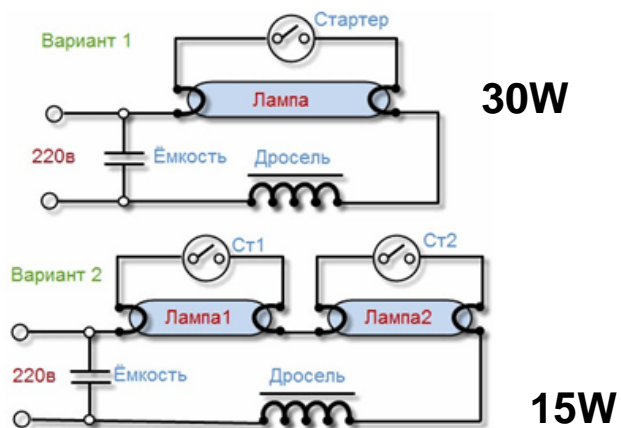 Стартер
Вариант 1
Лампа
30W
220в
Ёмкость
Дросель
Ст1
Ст2
Вариант 2
Лампа1
Лампа2
220в
Ёмкость
Дросель
15W